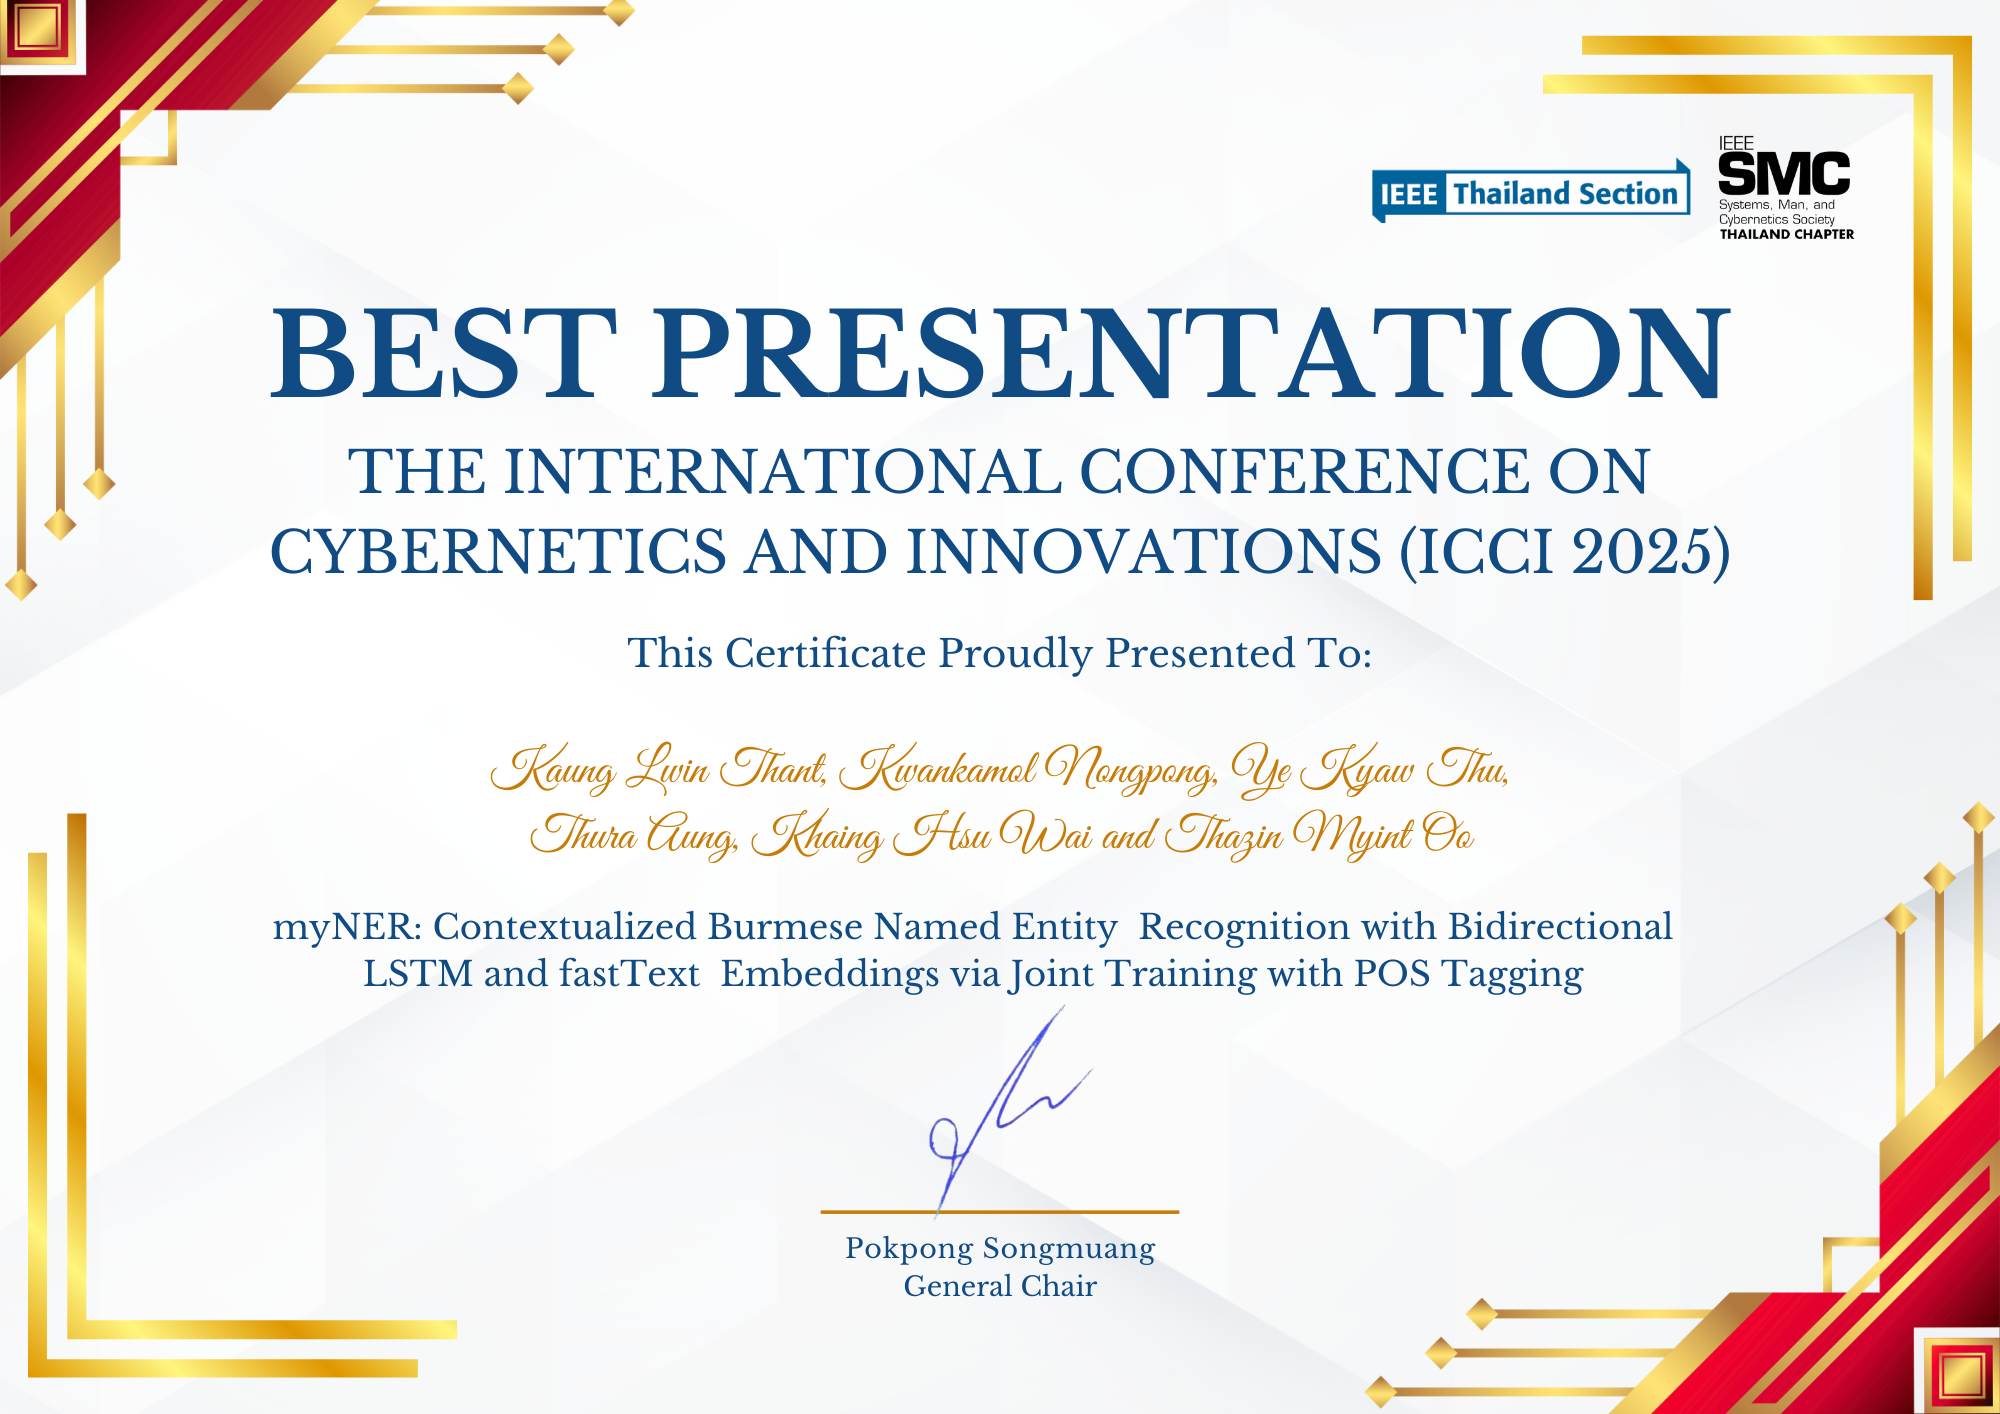 IEEE Thailand Section
IEEE
SMC
Systems, Man, and
Cybernetics Society
THAILAND CHAPTER
BEST PRESENTATION
THE INTERNATIONAL CONFERENCE ON
CYBERNETICS AND INNOVATIONS (ICCI 2025)
This Certificate Proudly Presented To:
Kaung Lwin Thant, Kwankamol Nongpong, Ye Kyaw Thu,
Thura Aung, Khaing Hsu Wai and Thazin Myint Oo
myNER: Contextualized Burmese Named Entity Recognition with Bidirectional
LSTM and fastText Embeddings via Joint Training with POS Tagging
Pokpong Songmuang
General Chair